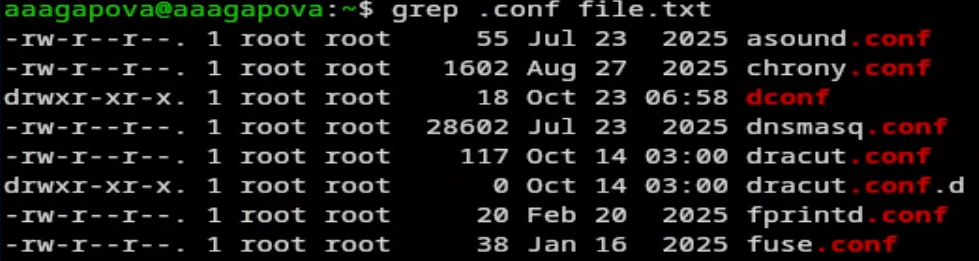 aaagapova@aaagapova:~$ grep .conf file.txt
-rw-r--r--. 1 root root    55 Jul 23  2025 asound.conf
-rw-r--r--. 1 root root  1602 Aug 27  2025 chrony.conf
drwxr-xr-x. 1 root root    18 Oct 23 06:58 dconf
-rw-r--r--. 1 root root 28602 Jul 23  2025 dnsmasq.conf
-rw-r--r--. 1 root root   117 Oct 14 03:00 dracut.conf
drwxr-xr-x. 1 root root     0 Oct 14 03:00 dracut.conf.d
-rw-r--r--. 1 root root    20 Feb 20  2025 fprintd.conf
-rw-r--r--. 1 root root    38 Jan 16  2025 fuse.conf